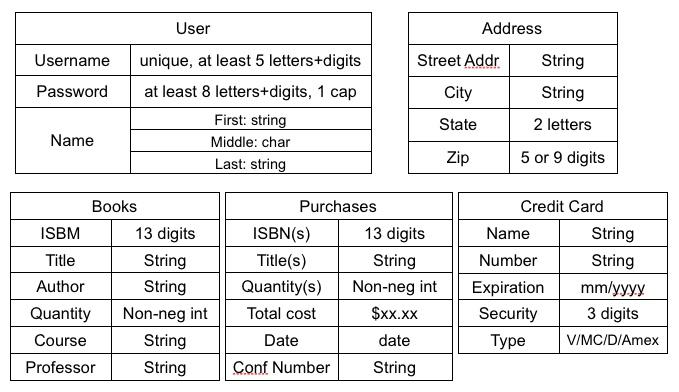 User
Username unique, at least 5 letters+digits
Password at least 8 letters+digits, 1 cap
Name
First: string
Middle: char
Last: string
Address
Street Addr String
City String
State 2 letters
Zip 5 or 9 digits
Books
ISBM 13 digits
Title String
Author String
Quantity Non-neg int
Course String
Professor String
Purchases
ISBN(s) 13 digits
Title(s) String
Quantity(s) Non-neg int
Total cost $xx.xx
Date date
Conf Number String
Credit Card
Name String
Number String
Expiration mm/yyyy
Security 3 digits
Type V/MC/D/Amex